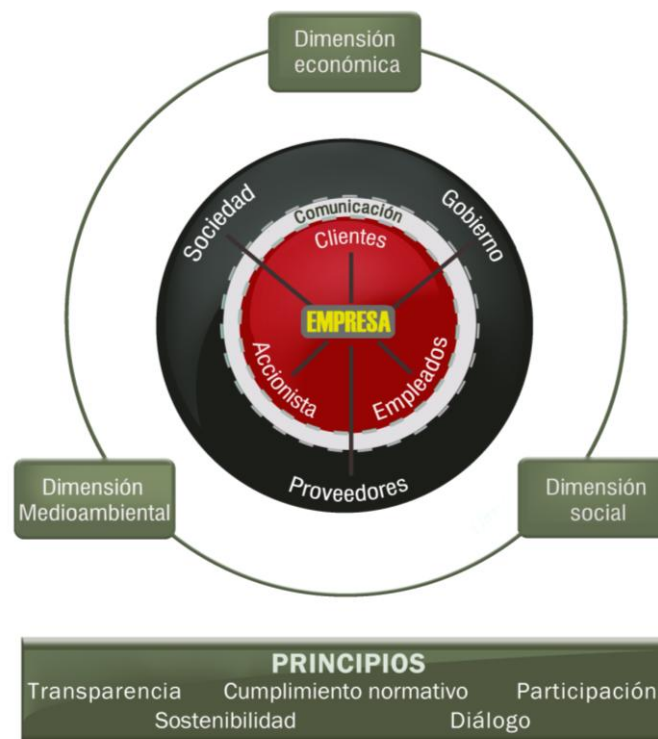 Dimensión
económica
Sociedad
Gobierno
Comunicación
Clientes
EMPRESA
Accionista
Empleados
Proveedores
Dimensión
Medioambiental
Dimensión
social
PRINCIPIOS
Transparencia Cumplimiento normativo Participación
Sostenibilidad Diálogo